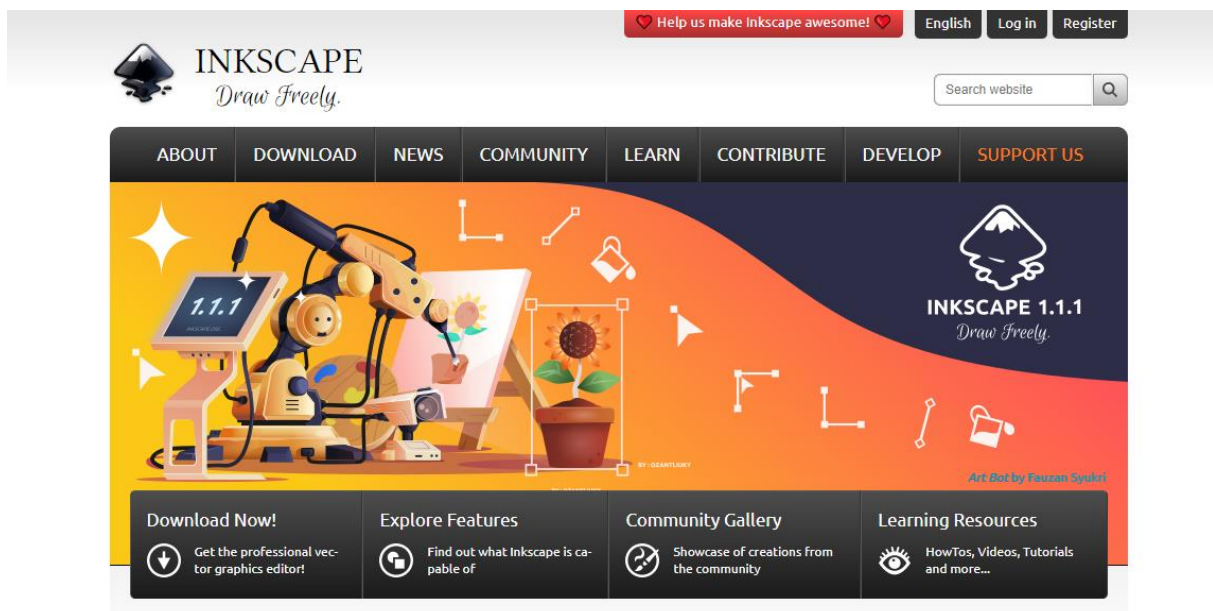 Help us make Inkscape awesome!
English
Log in
Register
INKSCAPE
Draw Freely.
Search website
ABOUT
DOWNLOAD
NEWS
COMMUNITY
LEARN
CONTRIBUTE
DEVELOP
SUPPORT US
1.1.1
INKSCAPE 1.1.1
Draw Freely.
BY : OZANTLIUKY
Art Bot by Fauzan Syukri
Download Now!
Get the professional vec-
tor graphics editor!
Explore Features
Find out what Inkscape is ca-
pable of
Community Gallery
Showcase of creations from
the community
Learning Resources
HowTos, Videos, Tutorials
and more...